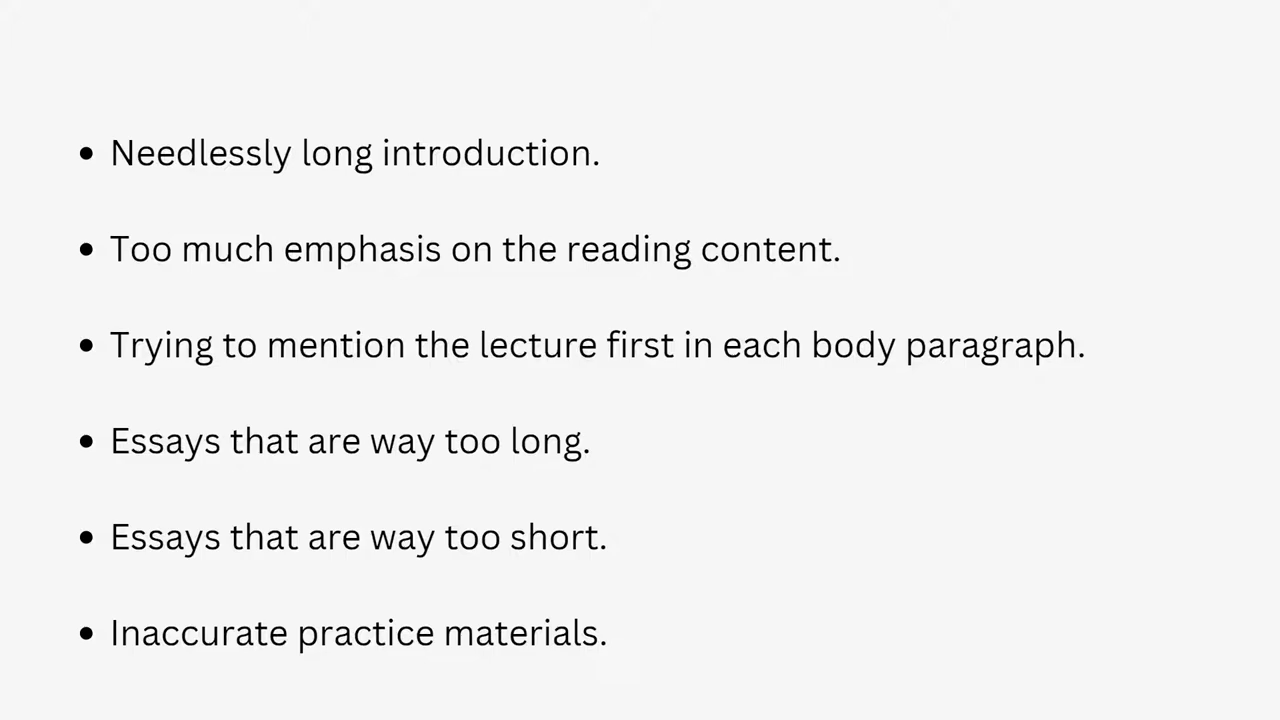 • Needlessly long introduction.
• Too much emphasis on the reading content.
• Trying to mention the lecture first in each body paragraph.
• Essays that are way too long.
• Essays that are way too short.
• Inaccurate practice materials.